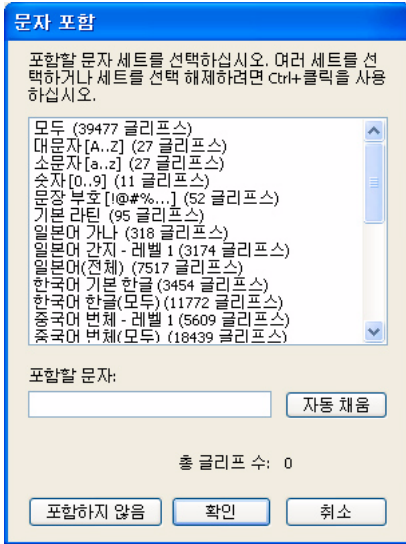 문자 포함
포함할 문자 세트를 선택하십시오. 여러 세트를 선
택하거나 세트를 선택 해제하려면 Ctrl+클릭을 사용
하십시오.
모두 (39477 글리프스)
대문자[A..Z] (27 글리프스)
소문자[a..z] (27 글리프스)
숫자[0..9] (11 글리프스)
문장 부호[!@#%...] (52 글리프스)
기본 라틴 (95 글리프스)
일본어 가나 (318 글리프스)
일본어 간지 - 레벨 1 (3174 글리프스)
일본어(전체) (7517 글리프스)
한국어 기본 한글 (3454 글리프스)
한국어 한글(모두) (11772 글리프스)
중국어 번체 - 레벨 1 (5609 글리프스)
중국어 번체(모두) (18439 글리프스)
포함할 문자:
자동 채움
총 글리프 수: 0
포함하지 않음 확인 취소